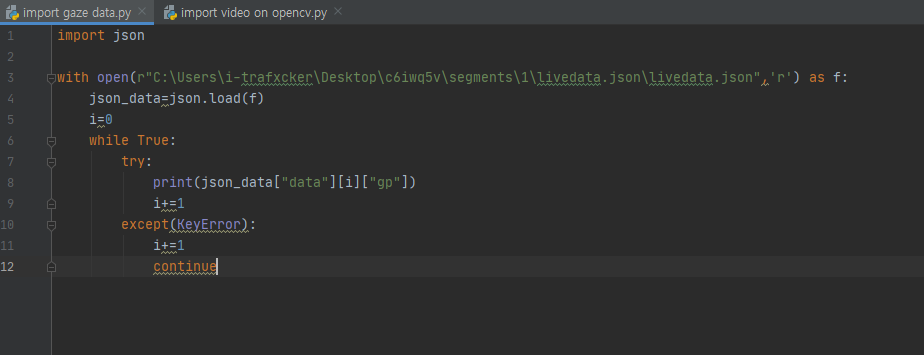 import gaze data.py × import video on opencv.py ×
1 import json
2
3 with open(r"C:\Users\i-trafxcker\Desktop\c6iwq5v\segments\1\livedata.json\livedata.json",'r') as f:
4     json_data=json.load(f)
5     i=0
6     while True:
7         try:
8             print(json_data["data"][i]["gp"])
9             i+=1
10         except(KeyError):
11             i+=1
12             continue